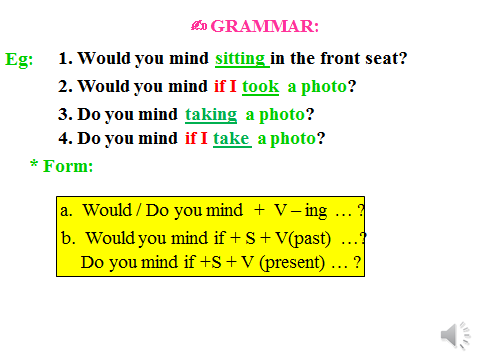 ✍ GRAMMAR:
Eg: 1. Would you mind sitting in the front seat?
2. Would you mind if I took a photo?
3. Do you mind taking a photo?
4. Do you mind if I take a photo?
* Form:
a. Would / Do you mind + V – ing … ?
b. Would you mind if + S + V(past) …?
Do you mind if +S + V (present) … ?